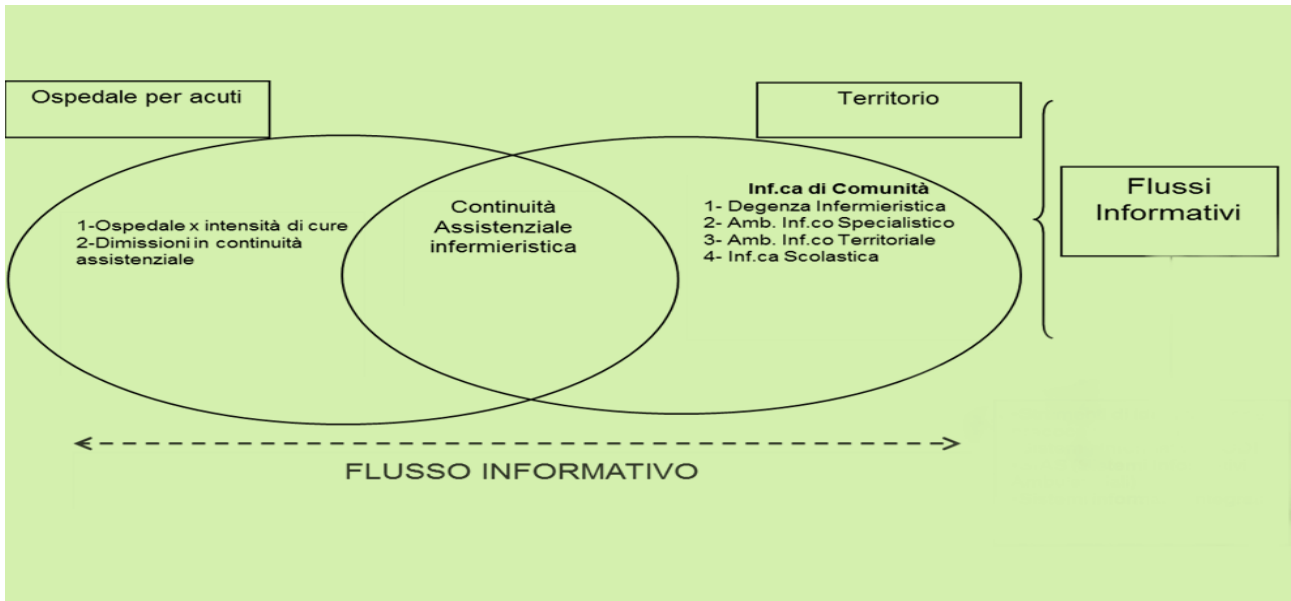 Ospedale per acuti
Territorio
1-Ospedale x intensità di cure
2-Dimissioni in continuità
assistenziale
Continuità
Assistenziale
infermieristica
Inf.ca di Comunità
1- Degenza Infermieristica
2- Amb. Inf.co Specialistico
3- Amb. Inf.co Territoriale
4- Inf.ca Scolastica
Flussi
Informativi
FLUSSO INFORMATIVO